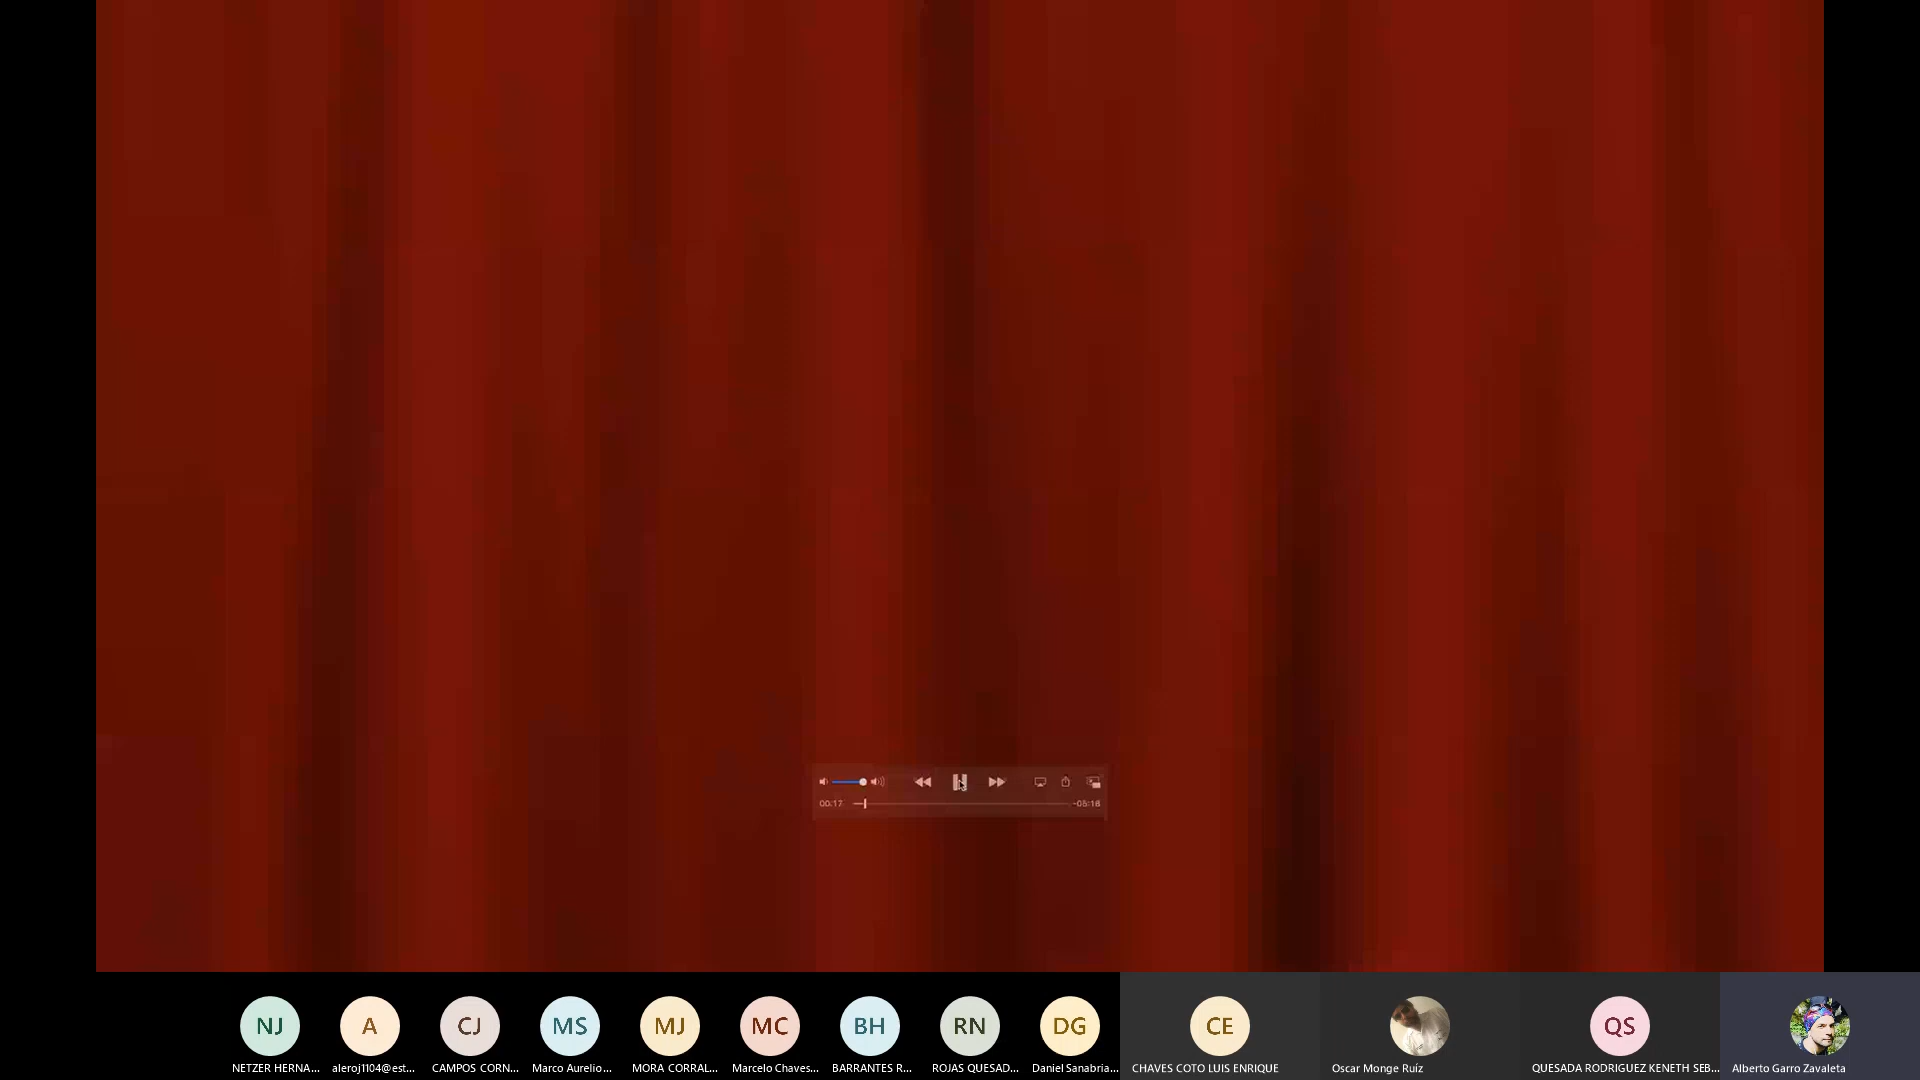 00:17
-05:16
NJ
A
CJ
MS
MJ
MC
BH
RN
DG
CE
QS
NETZER HERNA...
aleroj1104@est...
CAMPOS CORN...
Marco Aurelio...
MORA CORRAL...
Marcelo Chaves...
BARRANTES R...
ROJAS QUESAD...
Daniel Sanabria...
CHAVES COTO LUIS ENRIQUE
Oscar Monge Ruíz
QUESADA RODRIGUEZ KENETH SEB...
Alberto Garro Zavaleta